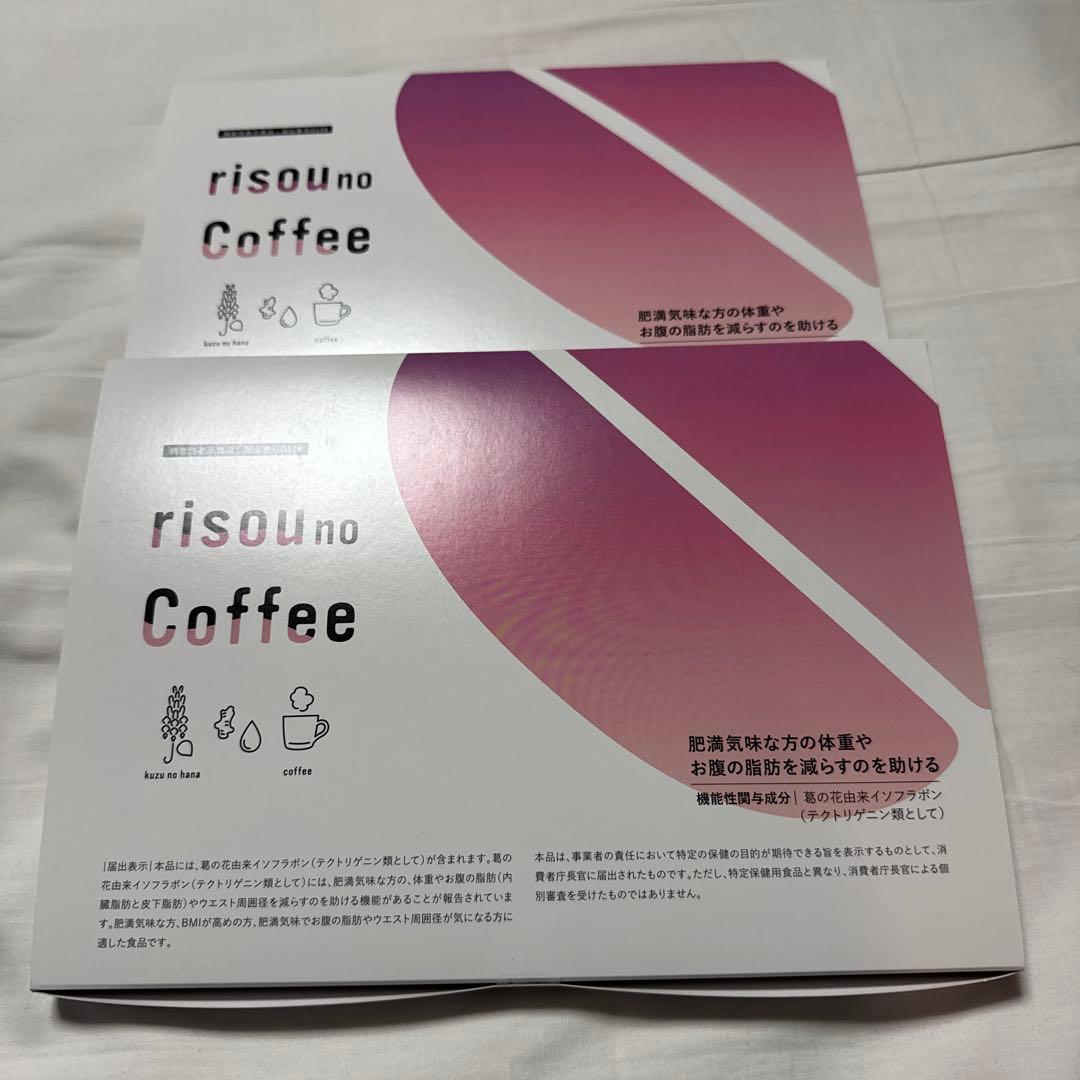 risou no
Coffee
kuzu no hana
coffee
肥満気味な方の体重や
お腹の脂肪を減らすのを助ける
risou no
Coffee
kuzu no hana
coffee
肥満気味な方の体重や
お腹の脂肪を減らすのを助ける
機能性関与成分|葛の花由来イソフラボン
(テクトリゲニン類として)
|届出表示|本品には、葛の花由来イソフラボン(テクトリゲニン類として)が含まれます。葛の
花由来イソフラボン(テクトリゲニン類として)には、肥満気味な方の、体重やお腹の脂肪(内
臓脂肪と皮下脂肪)やウエスト周囲径を減らすのを助ける機能があることが報告されていま
す。肥満気味な方、BMIが高めの方、肥満気味でお腹の脂肪やウエスト周囲径が気になる方に
適した食品です。
本品は、事業者の責任において特定の保健の目的が期待できる旨を表示するものとして、消
費者庁長官に届出されたものです。ただし、特定保健用食品と異なり、消費者庁長官による個
別審査を受けたものではありません。